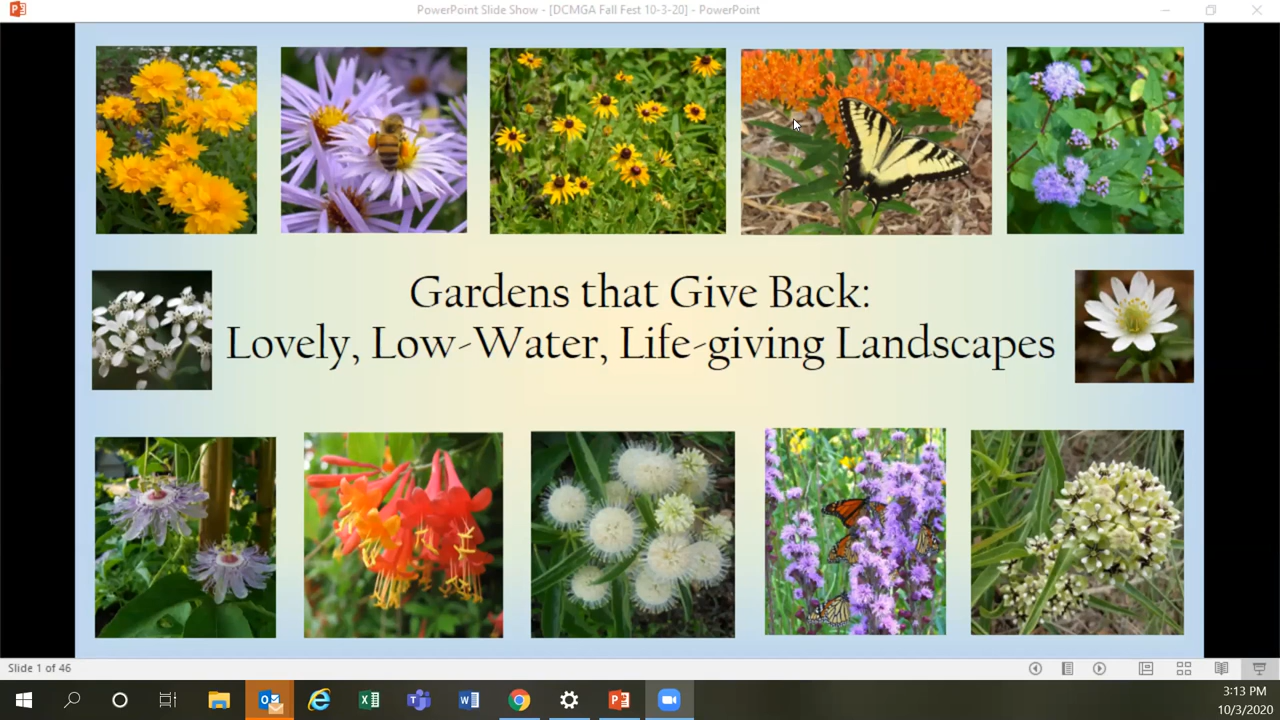 PowerPoint Slide Show - [DCMGA Fall Fest 10-3-20] - PowerPoint
Gardens that Give Back:
Lovely, Low-Water, Life-giving Landscapes
Slide 1 of 46
3:13 PM
10/3/2020